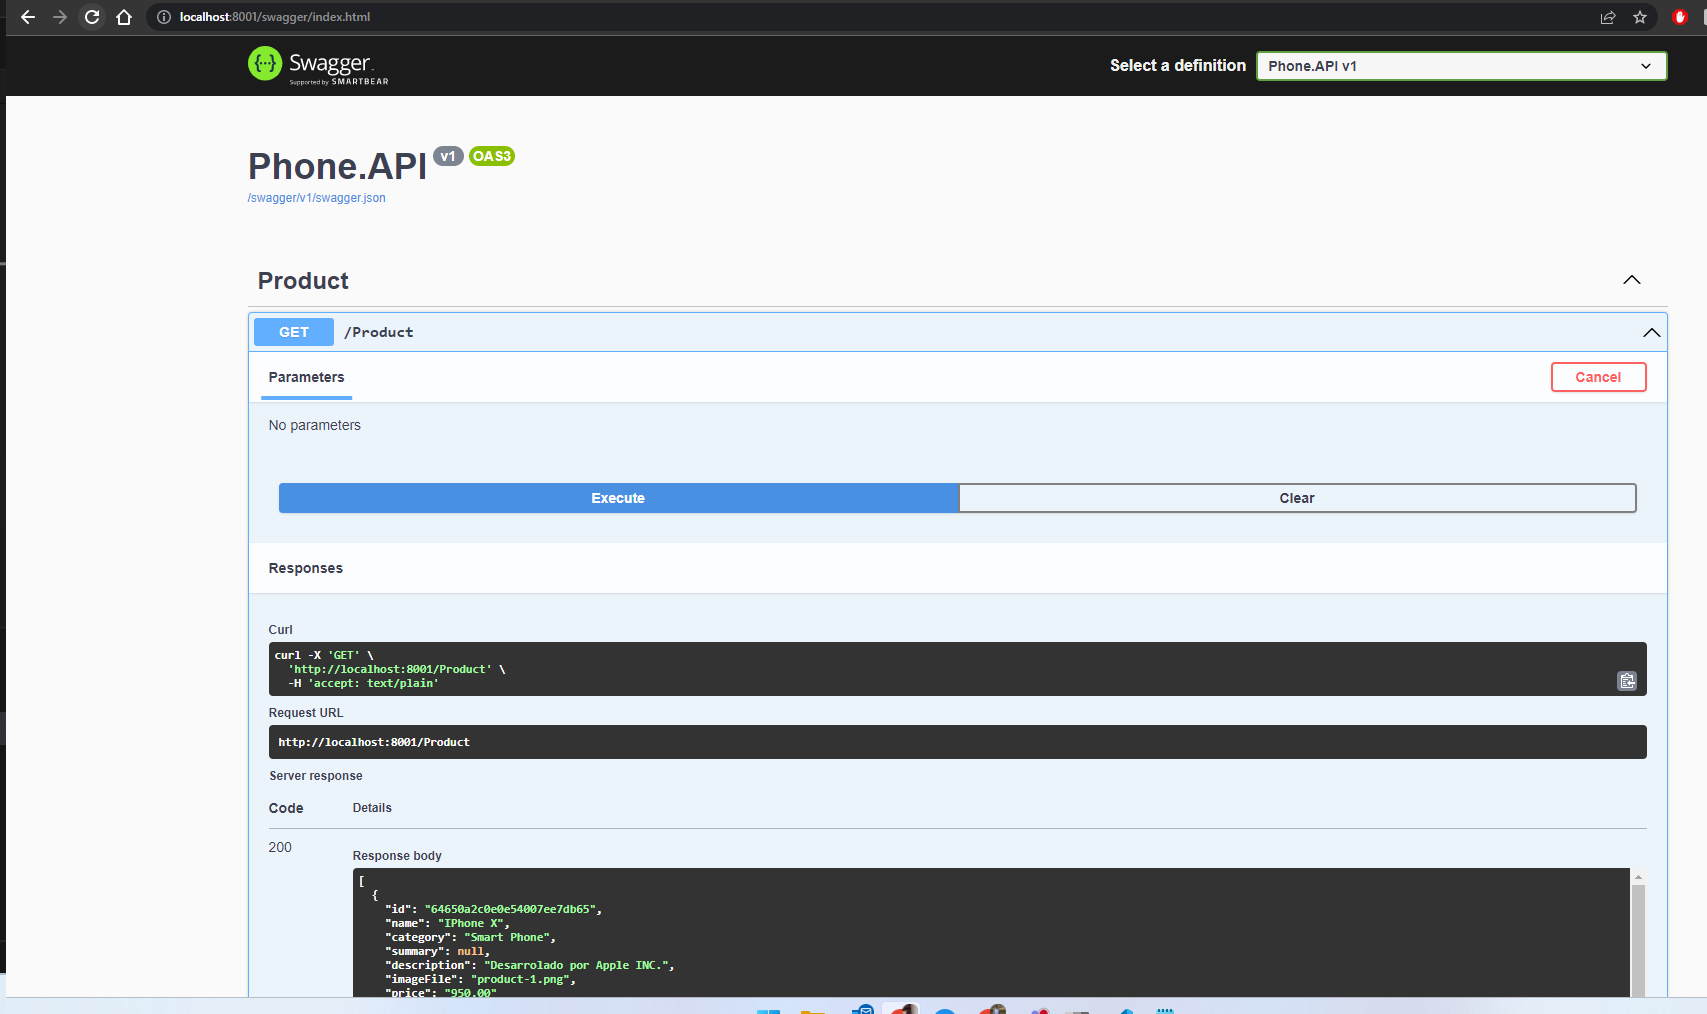 localhost:8001/swagger/index.html
Swagger
Supported by SMARTBEAR
Select a definition
Phone.API v1
Phone.API v1 OAS3
/swagger/v1/swagger.json
Product
GET /Product
Parameters
Cancel
No parameters
Execute
Clear
Responses
Curl
curl -X 'GET' \
'http://localhost:8001/Product' \
-H 'accept: text/plain'
Request URL
http://localhost:8001/Product
Server response
Code Details
200
Response body
[
{
"id": "64650a2c0e0e54007ee7db65",
"name": "IPhone X",
"category": "Smart Phone",
"summary": null,
"description": "Desarrolado por Apple INC.",
"imageFile": "product-1.png",
"price": "950.00"